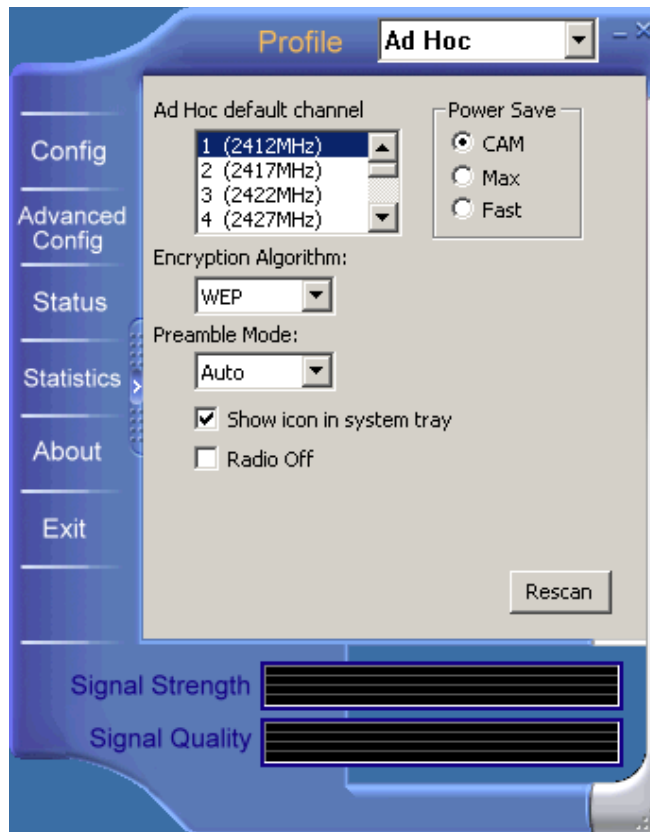 Profile Ad Hoc
Config
Advanced
Config
Status
Statistics
About
Exit
Ad Hoc default channel
1 (2412MHz)
2 (2417MHz)
3 (2422MHz)
4 (2427MHz)
Power Save
CAM
Max
Fast
Encryption Algorithm:
WEP
Preamble Mode:
Auto
Show icon in system tray
Radio Off
Rescan
Signal Strength
Signal Quality